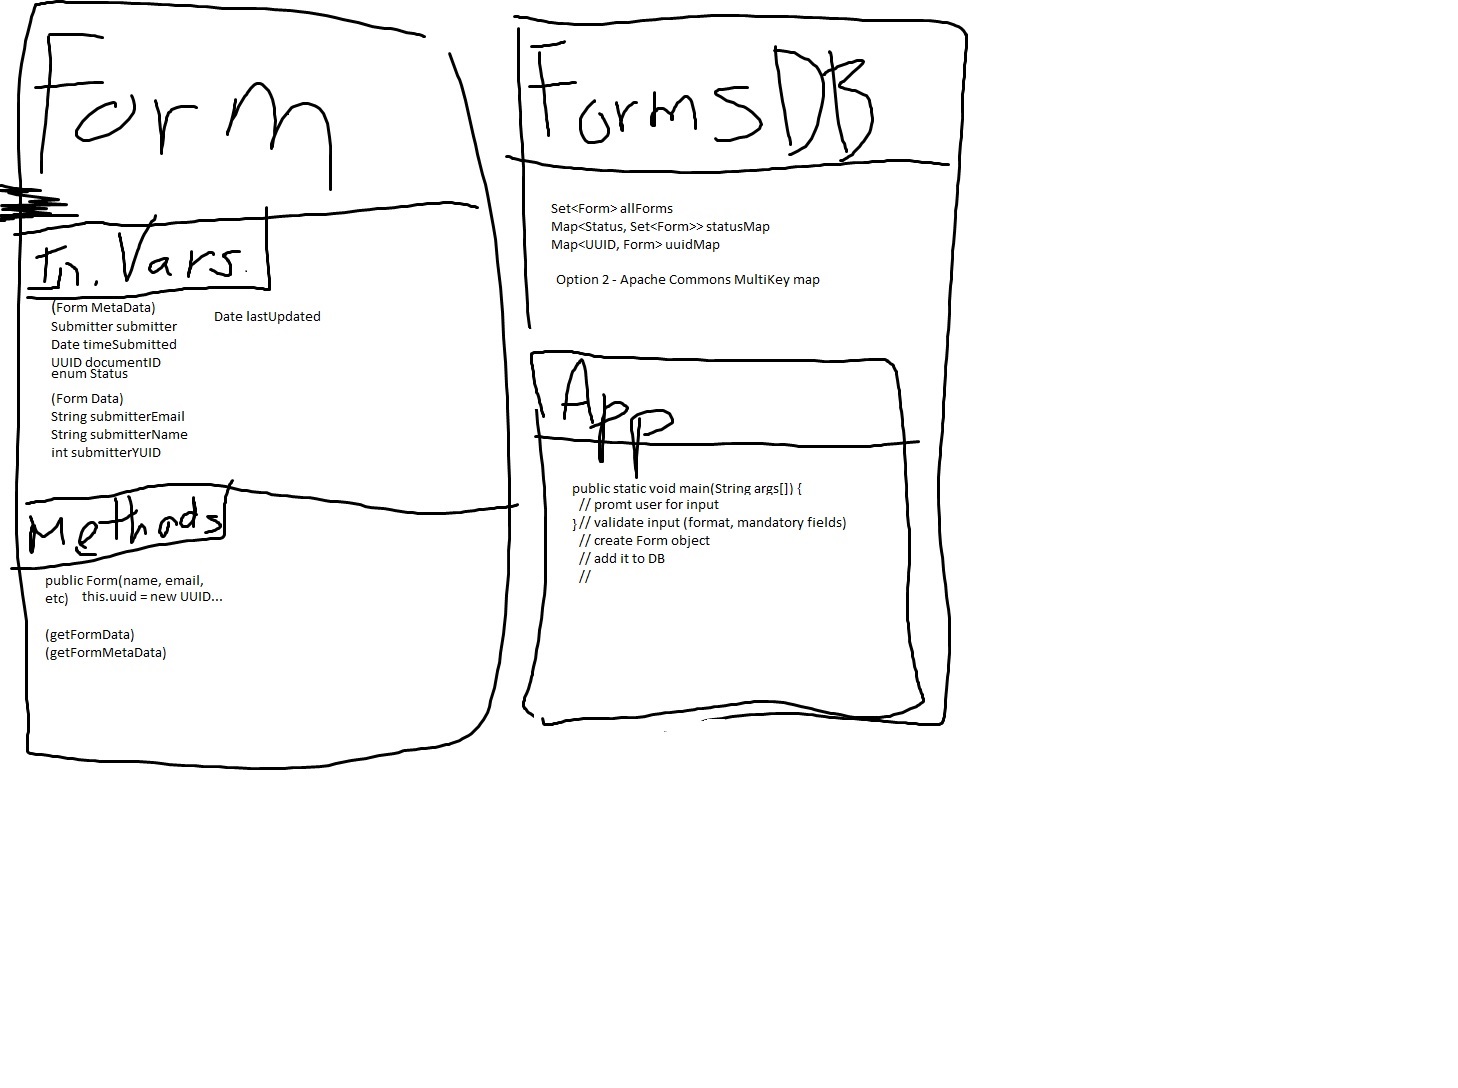 Form
In. Vars.
(Form MetaData)
Submitter submitter
Date lastUpdated
Date timeSubmitted
UUID documentID
enum Status
(Form Data)
String submitterEmail
String submitterName
int submitterYUID
Methods
public Form(name, email,
etc) this.uuid = new UUID...
(getFormData)
(getFormMetaData)
FormsDB
Set<Form> allForms
Map<Status, Set<Form>> statusMap
Map<UUID, Form> uuidMap
Option 2 - Apache Commons MultiKey map
App
public static void main(String args[]) {
// promt user for input
} // validate input (format, mandatory fields)
// create Form object
// add it to DB
//